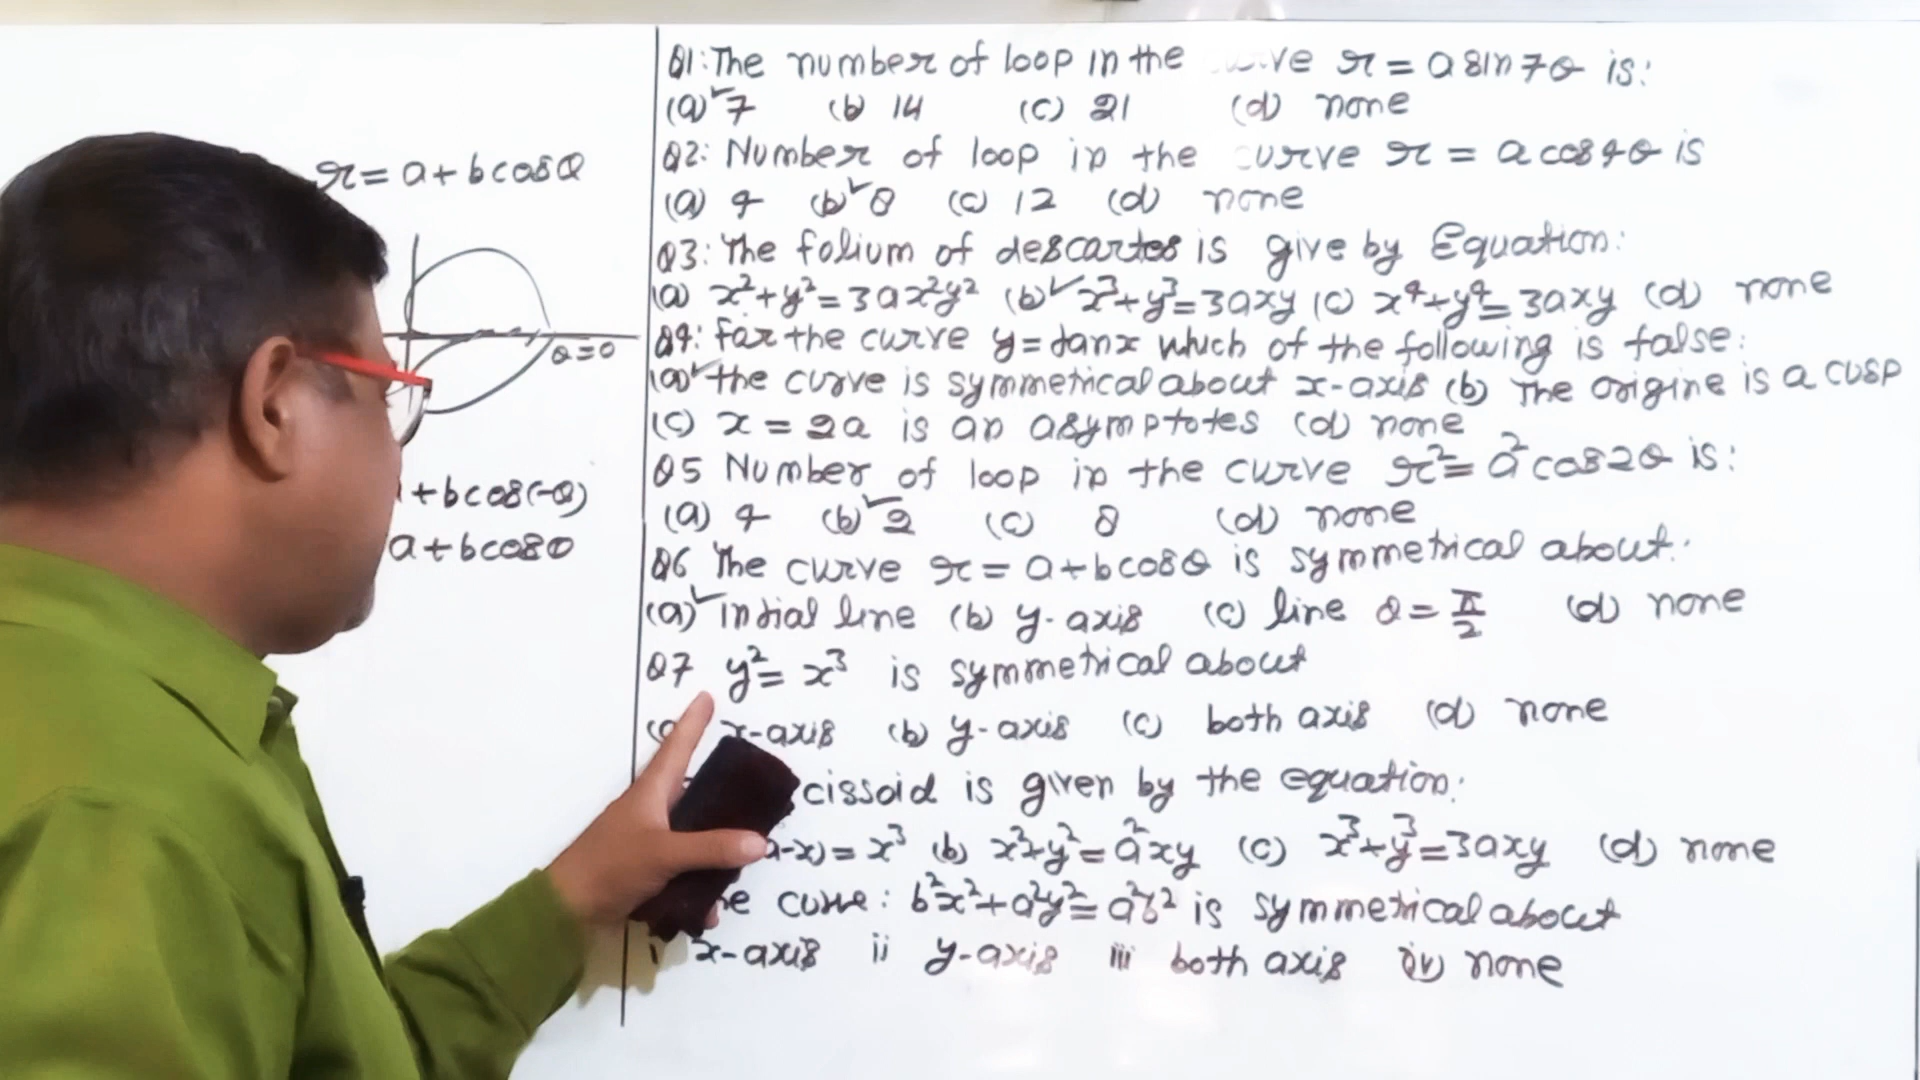 r = a + b cos θ
θ = 0
+ b cos(-θ)
a + b cos θ
Q1: The number of loop in the ve r = a sin 7θ is:
(a) ✓ 7 (b) 14 (c) 21 (d) none
Q2: Number of loop in the curve r = a cos 4θ is
(a) 4 (b) ✓ 8 (c) 12 (d) none
Q3: The folium of descartes is give by Equation:
(a) x²+y²=3ax²y² (b) ✓ x³+y³=3axy (c) x⁴+y⁴=3axy (d) none
Q4: For the curve y=tanx which of the following is false:
(a) ✓ the curve is symmetrical about x-axis (b) The origine is a cusp
(c) x = 2a is an asymptotes (d) none
Q5 Number of loop in the curve r² = a² cos 2θ is:
(a) 4 (b) ✓ 2 (c) 8 (d) none
Q6 The curve r = a + b cos θ is symmetrical about:
(a) ✓ initial line (b) y-axis (c) line θ = π/2 (d) none
Q7 y² = x³ is symmetrical about
x-axis (b) y-axis (c) both axis (d) none
cissoid is given by the equation:
a-x) = x³ (b) x²+y² = a²xy (c) x³+y³=3axy (d) none
e curve: b²x²+a²y²=a²b² is symmetrical about
i x-axis ii y-axis iii both axis (iv) none